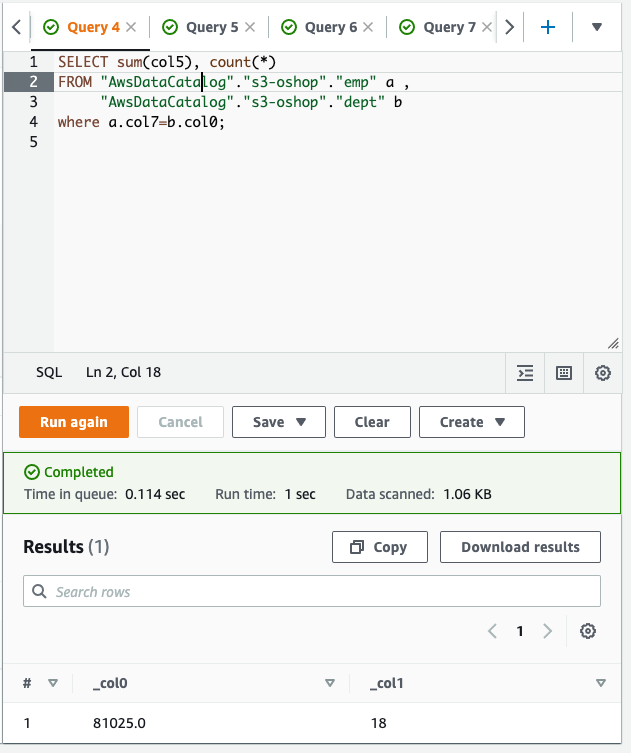 Query 4 Query 5 Query 6 Query 7
1 SELECT sum(col5), count(*)
2 FROM "AwsDataCatalog"."s3-oshop"."emp" a ,
3 "AwsDataCatalog"."s3-oshop"."dept" b
4 where a.col7=b.col0;
5
SQL Ln 2, Col 18
Run again Cancel Save Clear Create
Completed
Time in queue: 0.114 sec Run time: 1 sec Data scanned: 1.06 KB
Results (1) Copy Download results
Search rows
1
# _col0 _col1
1 81025.0 18